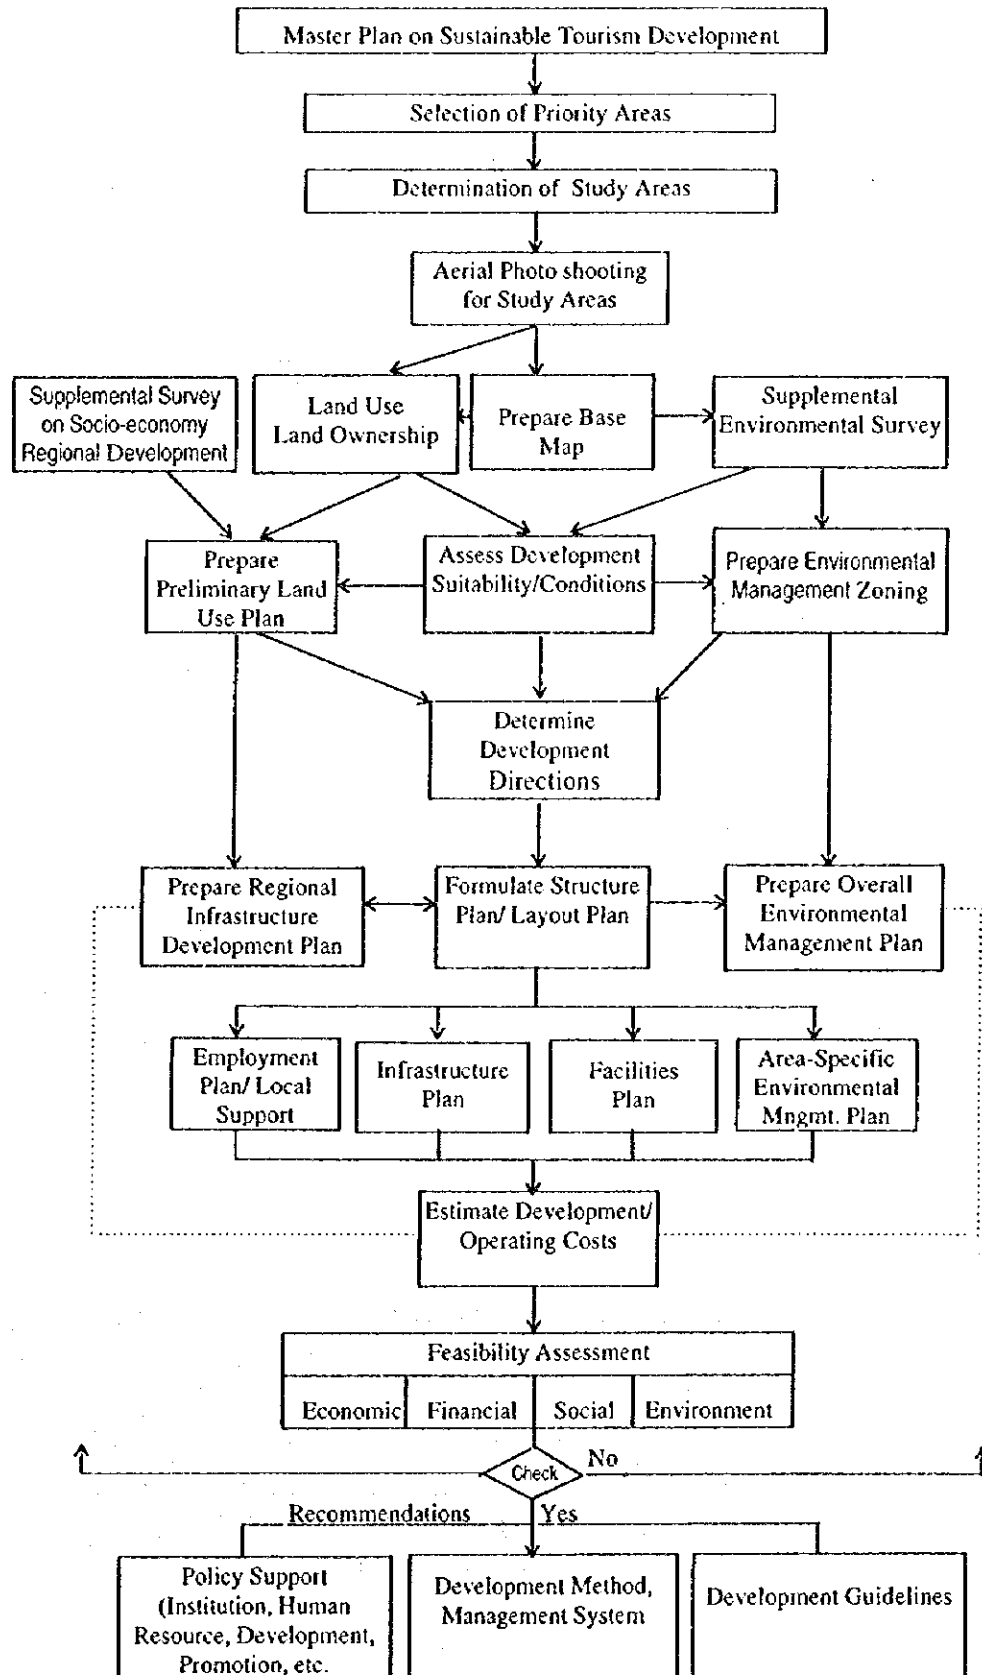 Master Plan on Sustainable Tourism Development
Selection of Priority Areas
Determination of Study Areas
Aerial Photo shooting
for Study Areas
Supplemental Survey
on Socio-economy
Regional Development
Land Use
Land Ownership
Prepare Base
Map
Supplemental
Environmental Survey
Prepare
Preliminary Land
Use Plan
Assess Development
Suitability/Conditions
Prepare Environmental
Management Zoning
Determine
Development
Directions
Prepare Regional
Infrastructure
Development Plan
Formulate Structure
Plan/ Layout Plan
Prepare Overall
Environmental
Management Plan
Employment
Plan/ Local
Support
Infrastructure
Plan
Facilities
Plan
Area-Specific
Environmental
Mngmt. Plan
Estimate Development/
Operating Costs
Feasibility Assessment
Economic Financial Social Environment
Check No
Recommendations Yes
Policy Support
(Institution, Human
Resource, Development,
Promotion, etc.
Development Method,
Management System
Development Guidelines